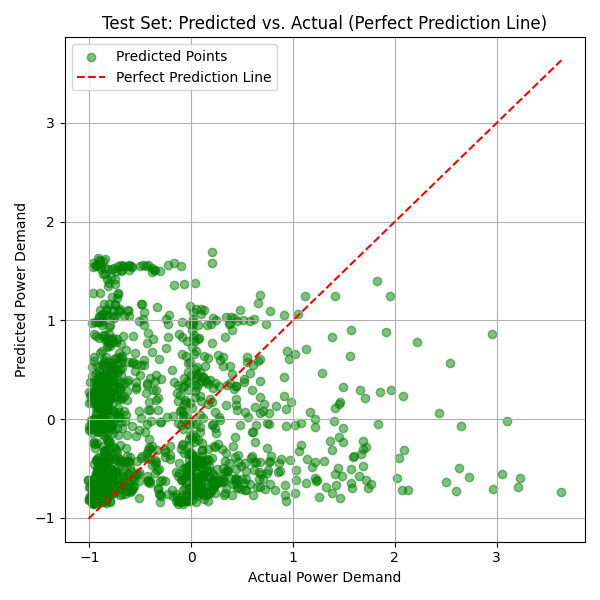 Test Set: Predicted vs. Actual (Perfect Prediction Line)
Predicted Points
Perfect Prediction Line
Predicted Power Demand
3
2
1
0
−1
−1 0 1 2 3
Actual Power Demand